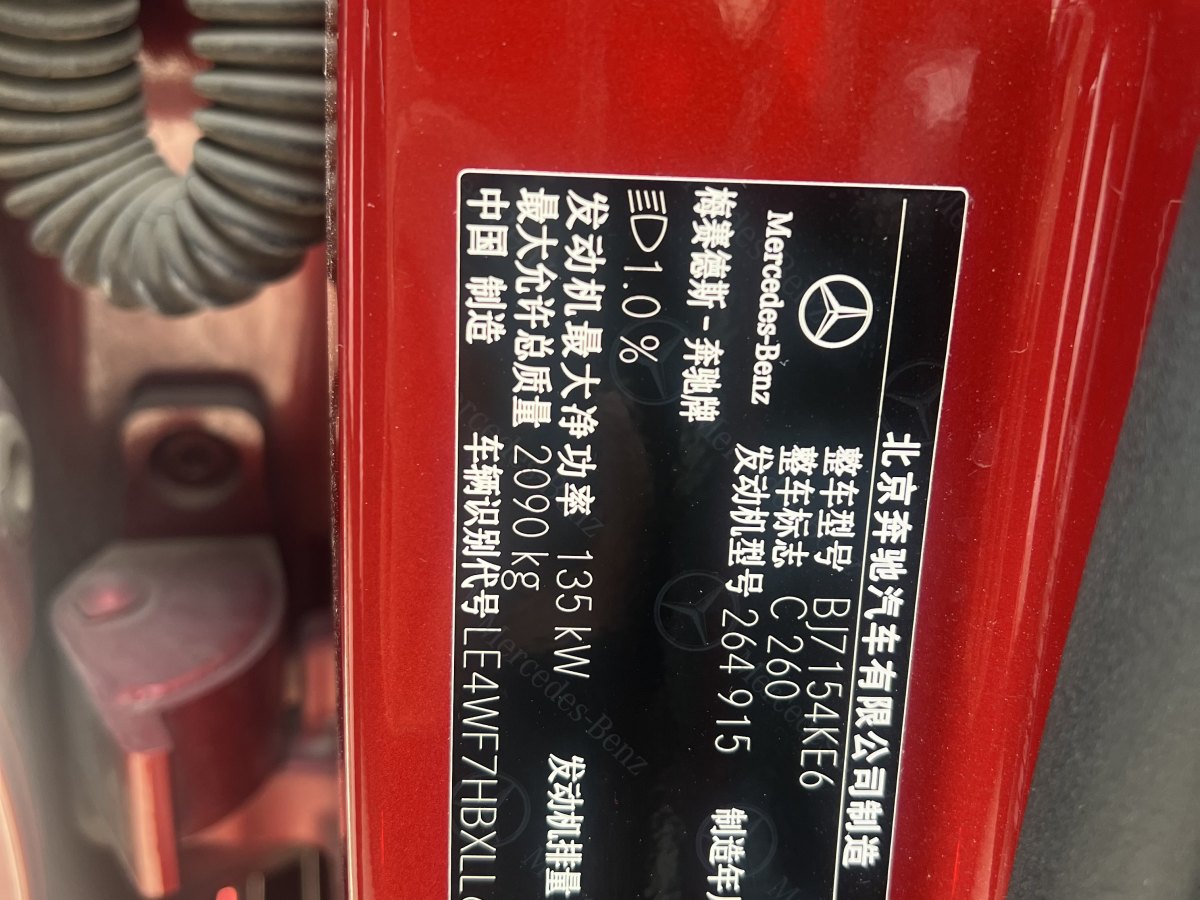 北京奔驰汽车有限公司制造
Mercedes-Benz
梅赛德斯-奔驰牌
整车型号 BJ7154KE6
整车标志 C 260
发动机型号 264 915
制造年
1.0 %
发动机最大净功率 135 kW
发动机排量
最大允许总质量 2090 kg
中国 制造
车辆识别代号 LE4WF7HBXLL